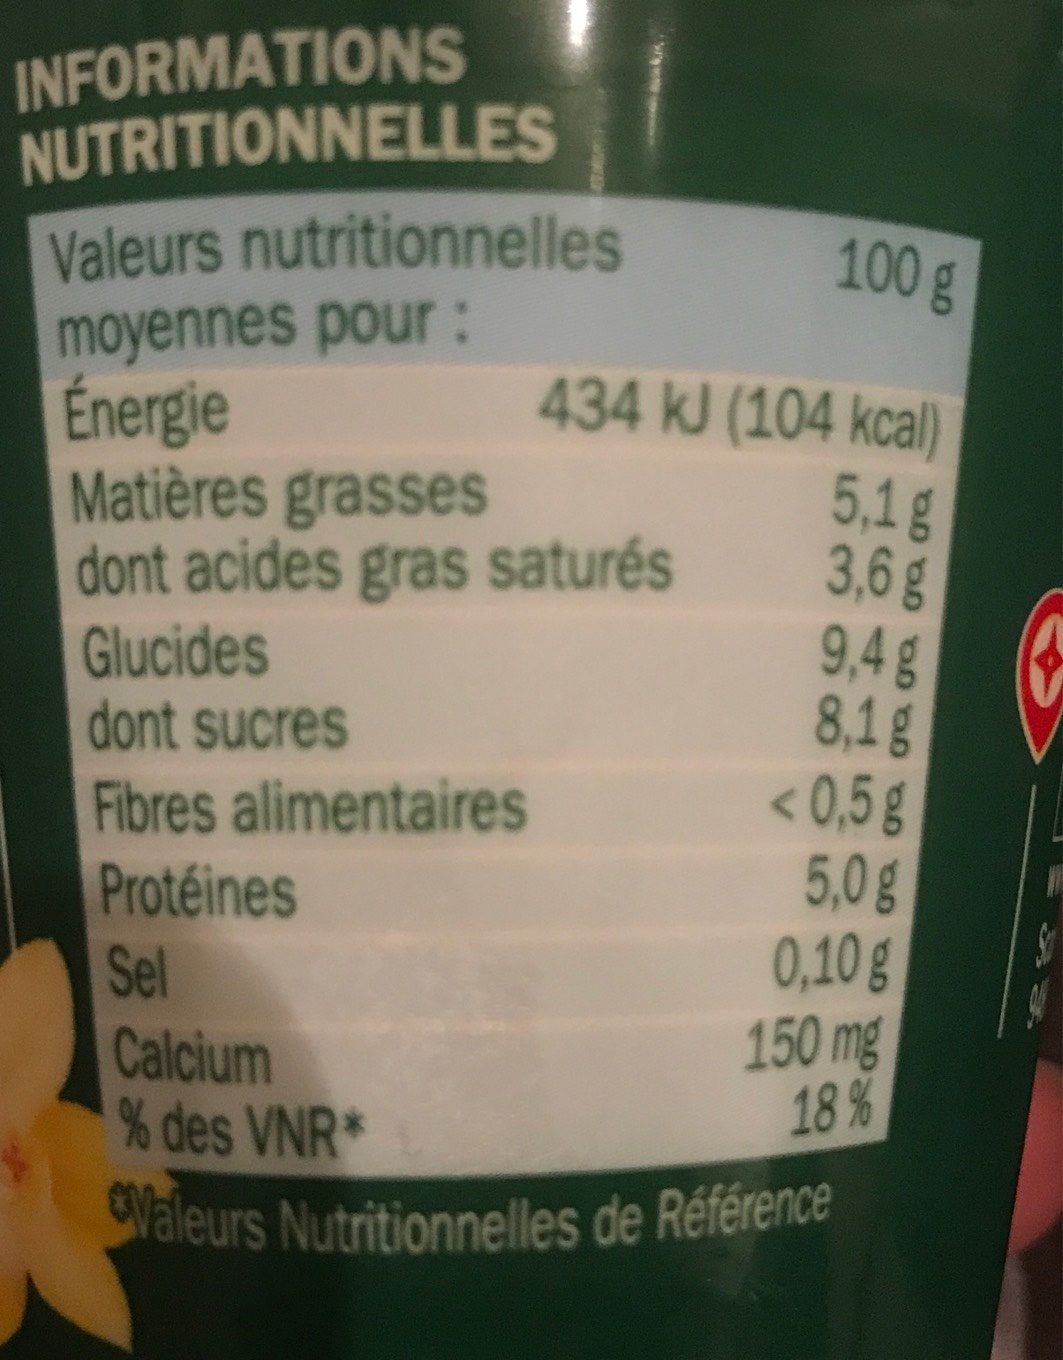 INFORMATIONS
NUTRITIONNELLES
Valeurs nutritionnelles 100 g
moyennes pour :
Énergie 434 kJ (104 kcal)
Matières grasses 5,1 g
dont acides gras saturés 3,6 g
Glucides 9,4 g
dont sucres 8,1 g
Fibres alimentaires < 0,5 g
Protéines 5,0 g
Sel 0,10 g
Calcium 150 mg
% des VNR* 18 %
*Valeurs Nutritionnelles de Référence